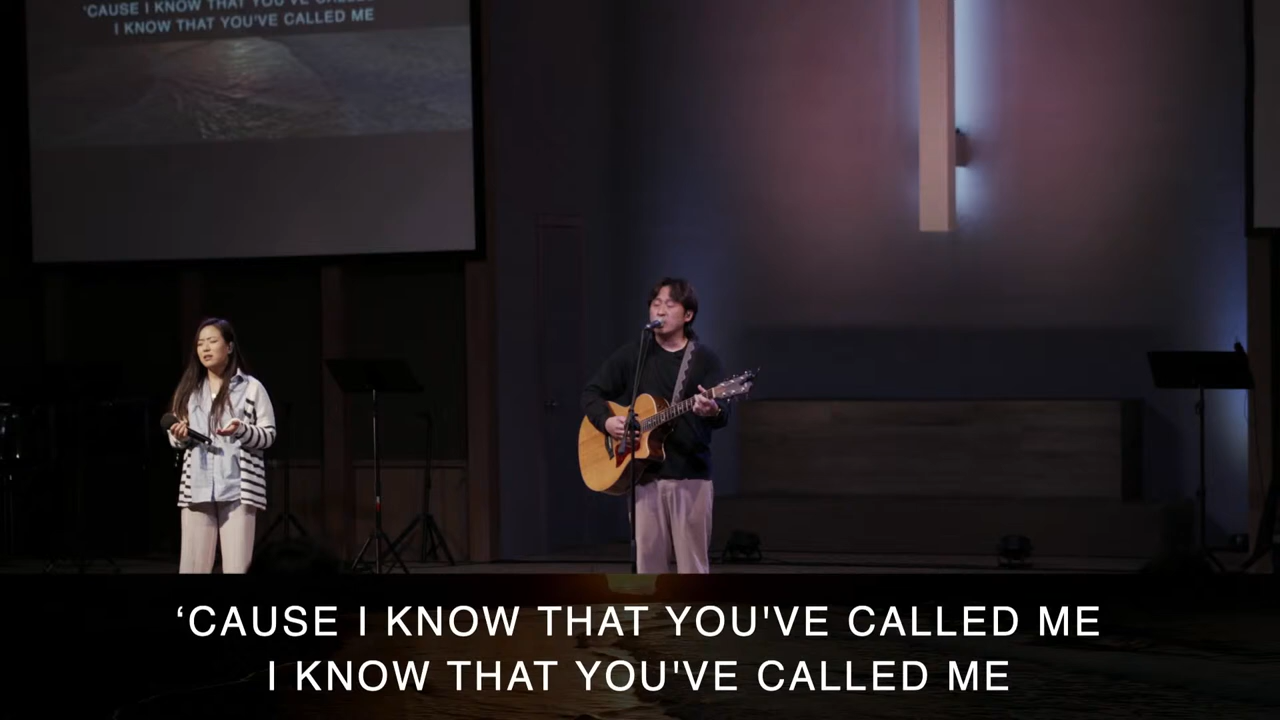 ‘CAUSE I KNOW THAT YOU'VE CALLED
I KNOW THAT YOU'VE CALLED ME
‘CAUSE I KNOW THAT YOU'VE CALLED ME
I KNOW THAT YOU'VE CALLED ME